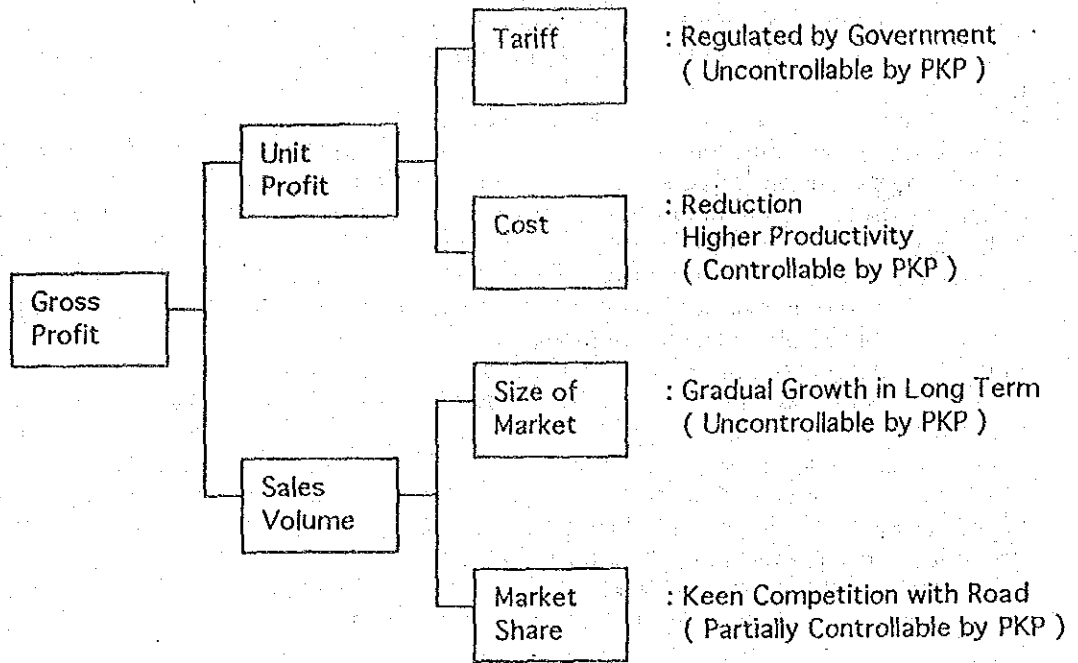 Tariff
: Regulated by Government
( Uncontrollable by PKP )
Unit
Profit
Cost
: Reduction
Higher Productivity
( Controllable by PKP )
Gross
Profit
Size of
Market
: Gradual Growth in Long Term
( Uncontrollable by PKP )
Sales
Volume
Market
Share
: Keen Competition with Road
( Partially Controllable by PKP )